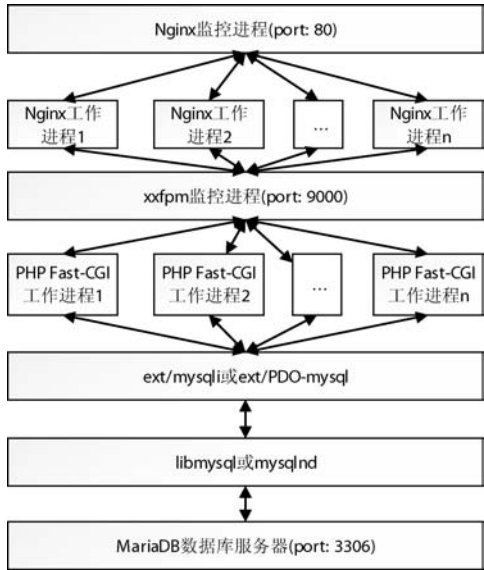 Nginx监控进程(port: 80)
Nginx工作
进程1
Nginx工作
进程2
...
Nginx工作
进程n
xxfpm监控进程(port: 9000)
PHP Fast-CGI
工作进程1
PHP Fast-CGI
工作进程2
...
PHP Fast-CGI
工作进程n
ext/mysqli或ext/PDO-mysql
libmysql或mysqlnd
MariaDB数据库服务器(port: 3306)